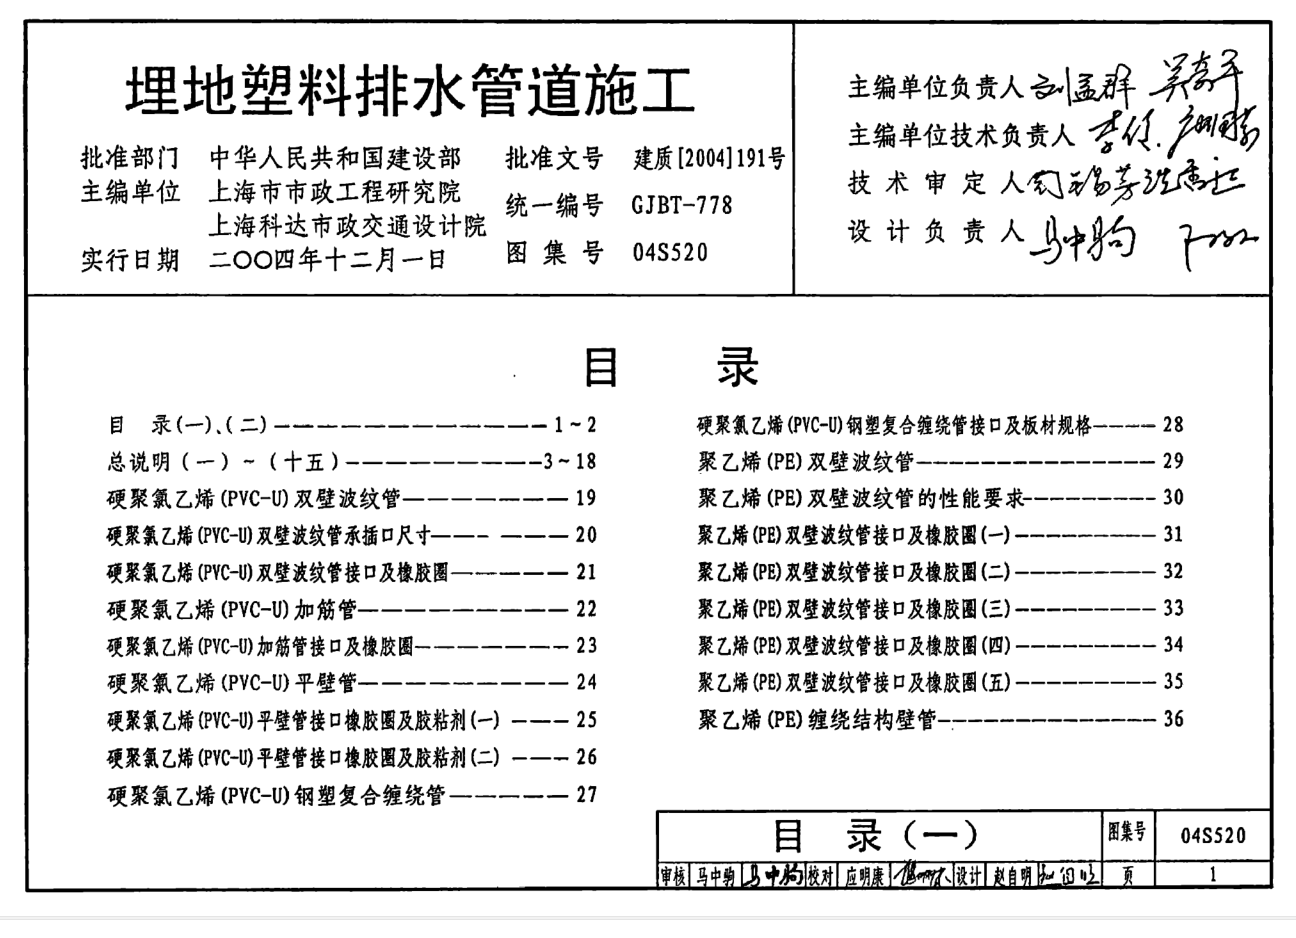 埋地塑料排水管道施工
批准部门 中华人民共和国建设部 批准文号 建质[2004]191号
主编单位 上海市市政工程研究院
上海科达市政交通设计院 统一编号 GJBT-778
实行日期 二〇〇四年十二月一日 图集号 04S520
主编单位负责人 刘孟群
主编单位技术负责人
技术审定人
设计负责人 马中驹
目 录
目 录(一)、(二)——————————1~2
总说明(一)~(十五)——————————3~18
硬聚氯乙烯(PVC-U)双壁波纹管————————19
硬聚氯乙烯(PVC-U)双壁波纹管承插口尺寸——————20
硬聚氯乙烯(PVC-U)双壁波纹管接口及橡胶圈——————21
硬聚氯乙烯(PVC-U)加筋管——————————22
硬聚氯乙烯(PVC-U)加筋管接口及橡胶圈————————23
硬聚氯乙烯(PVC-U)平壁管——————————24
硬聚氯乙烯(PVC-U)平壁管接口橡胶圈及胶粘剂(一)———25
硬聚氯乙烯(PVC-U)平壁管接口橡胶圈及胶粘剂(二)———26
硬聚氯乙烯(PVC-U)钢塑复合缠绕管——————27
硬聚氯乙烯(PVC-U)钢塑复合缠绕管接口及板材规格————28
聚乙烯(PE)双壁波纹管————————————29
聚乙烯(PE)双壁波纹管的性能要求———————30
聚乙烯(PE)双壁波纹管接口及橡胶圈(一)————————31
聚乙烯(PE)双壁波纹管接口及橡胶圈(二)————————32
聚乙烯(PE)双壁波纹管接口及橡胶圈(三)————————33
聚乙烯(PE)双壁波纹管接口及橡胶圈(四)————————34
聚乙烯(PE)双壁波纹管接口及橡胶圈(五)————————35
聚乙烯(PE)缠绕结构壁管———————————36
目 录(一) 图集号 04S520
审核 马中驹 马中驹 校对 应明康 设计 赵自明 页 1